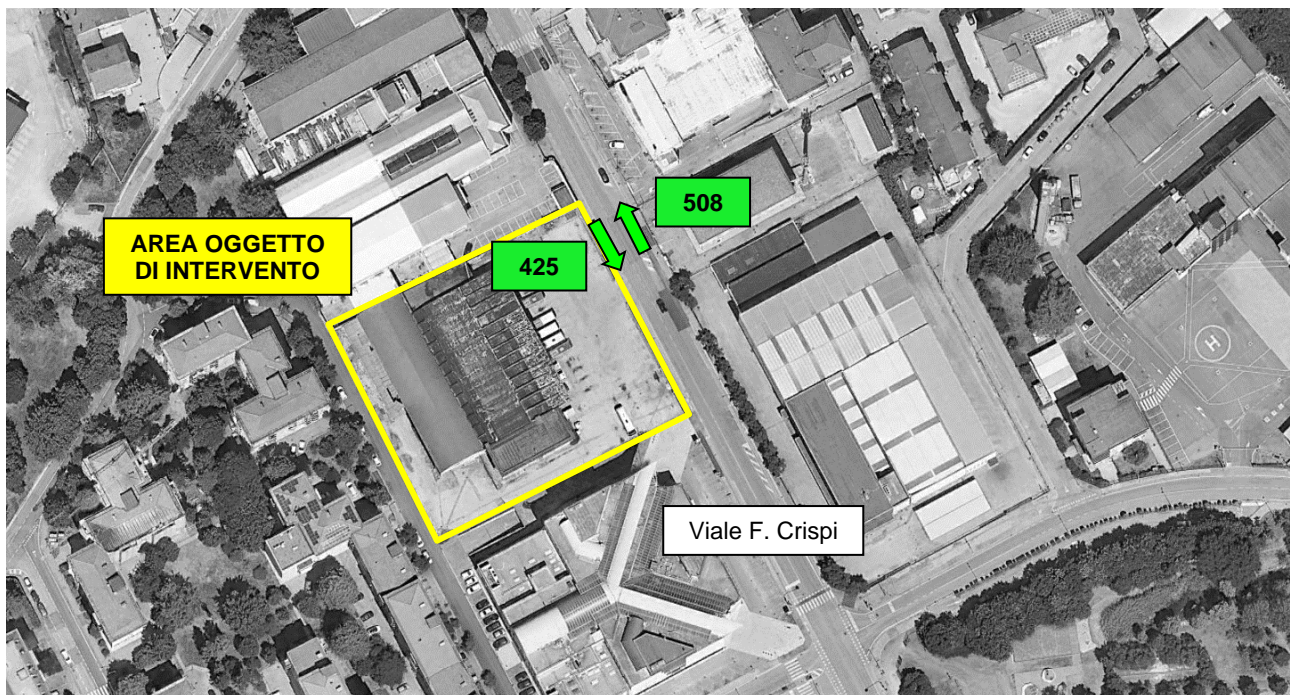 508
AREA OGGETTO
DI INTERVENTO
425
H
Viale F. Crispi